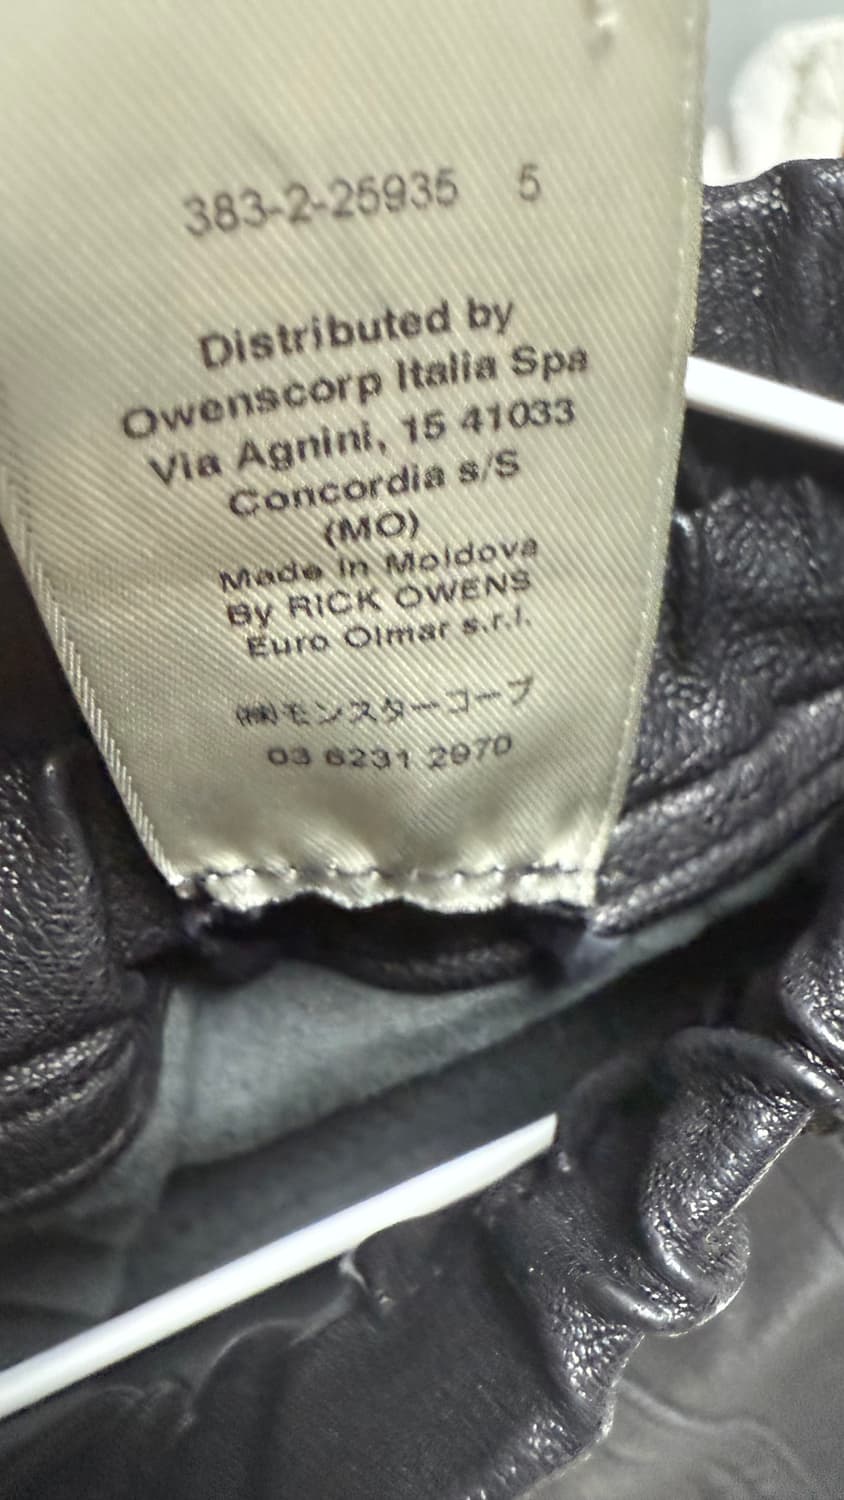 383-2-25935 5
Distributed by
Owenscorp Italia Spa
Via Agnini, 15 41033
Concordia s/S
(MO)
Made in Moldova
By RICK OWENS
Euro Olmar s.r.l.
㈱モンスターコープ
03 6231 2970